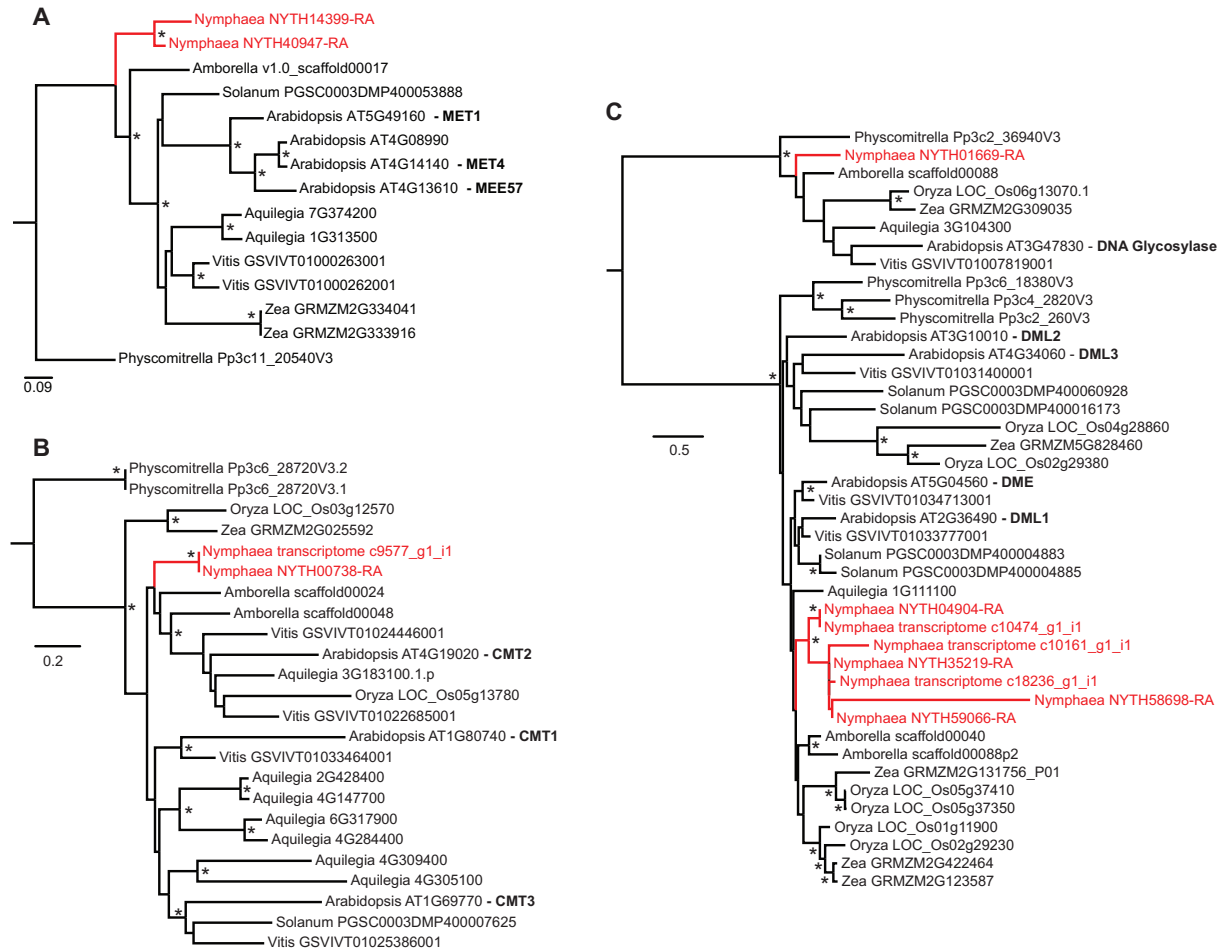 A
Nymphaea NYTH14399-RA
*
Nymphaea NYTH40947-RA
Amborella v1.0_scaffold00017
Solanum PGSC0003DMP400053888
Arabidopsis AT5G49160 - MET1
*
Arabidopsis AT4G08990
*
*
Arabidopsis AT4G14140 - MET4
*
Arabidopsis AT4G13610 - MEE57
*
Aquilegia 7G374200
*
Aquilegia 1G313500
Vitis GSVIVT01000263001
*
Vitis GSVIVT01000262001
Zea GRMZM2G334041
*
Zea GRMZM2G333916
Physcomitrella Pp3c11_20540V3
0.09
B
* Physcomitrella Pp3c6_28720V3.2
Physcomitrella Pp3c6_28720V3.1
Oryza LOC_Os03g12570
*
Zea GRMZM2G025592
* Nymphaea transcriptome c9577_g1_i1
Nymphaea NYTH00738-RA
Amborella scaffold00024
*
Amborella scaffold00048
*
Vitis GSVIVT01024446001
Arabidopsis AT4G19020 - CMT2
Aquilegia 3G183100.1.p
Oryza LOC_Os05g13780
Vitis GSVIVT01022685001
Arabidopsis AT1G80740 - CMT1
*
Vitis GSVIVT01033464001
Aquilegia 2G428400
*
Aquilegia 4G147700
*
Aquilegia 6G317900
*
Aquilegia 4G284400
Aquilegia 4G309400
*
Aquilegia 4G305100
Arabidopsis AT1G69770 - CMT3
*
Solanum PGSC0003DMP400007625
Vitis GSVIVT01025386001
0.2
C
Physcomitrella Pp3c2_36940V3
*
Nymphaea NYTH01669-RA
Amborella scaffold00088
Oryza LOC_Os06g13070.1
*
Zea GRMZM2G309035
Aquilegia 3G104300
Arabidopsis AT3G47830 - DNA Glycosylase
Vitis GSVIVT01007819001
Physcomitrella Pp3c6_18380V3
*
Physcomitrella Pp3c4_2820V3
*
Physcomitrella Pp3c2_260V3
Arabidopsis AT3G10010 - DML2
Arabidopsis AT4G34060 - DML3
*
Vitis GSVIVT01031400001
Solanum PGSC0003DMP400060928
Solanum PGSC0003DMP400016173
Oryza LOC_Os04g28860
*
Zea GRMZM5G828460
*
Oryza LOC_Os02g29380
Arabidopsis AT5G04560 - DME
*
Vitis GSVIVT01034713001
Arabidopsis AT2G36490 - DML1
Vitis GSVIVT01033777001
Solanum PGSC0003DMP400004883
*
Solanum PGSC0003DMP400004885
Aquilegia 1G111100
* Nymphaea NYTH04904-RA
Nymphaea transcriptome c10474_g1_i1
*
Nymphaea transcriptome c10161_g1_i1
Nymphaea NYTH35219-RA
Nymphaea transcriptome c18236_g1_i1
Nymphaea NYTH58698-RA
Nymphaea NYTH59066-RA
Amborella scaffold00040
*
Amborella scaffold00088p2
Zea GRMZM2G131756_P01
* Oryza LOC_Os05g37410
* Oryza LOC_Os05g37350
Oryza LOC_Os01g11900
*
Oryza LOC_Os02g29230
* Zea GRMZM2G422464
* Zea GRMZM2G123587
0.5